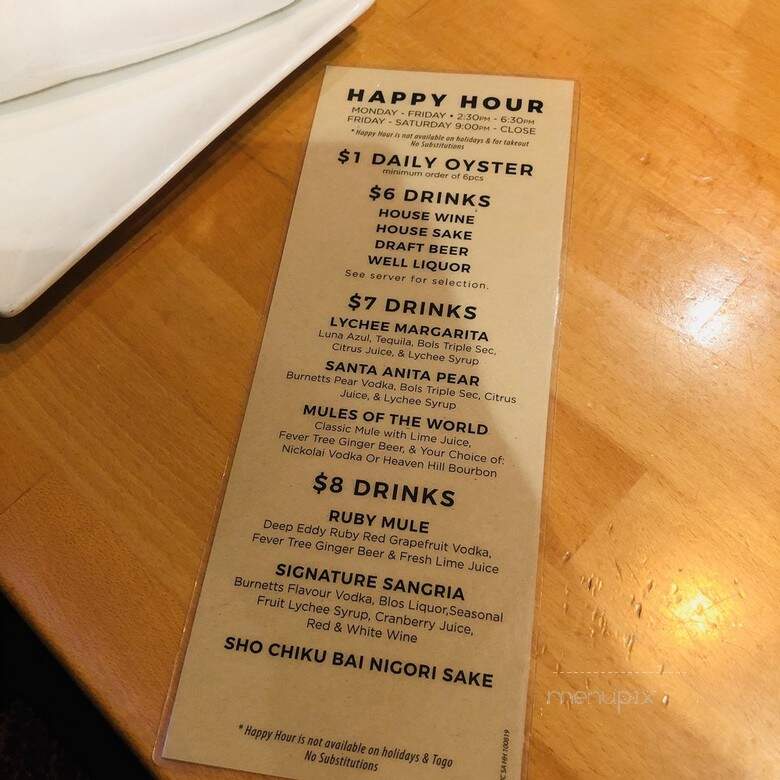 HAPPY HOUR
MONDAY - FRIDAY • 2:30PM - 6:30PM
FRIDAY - SATURDAY 9:00PM - CLOSE
* Happy Hour is not available on holidays & for takeout
No Substitutions
$1 DAILY OYSTER
minimum order of 6pcs
$6 DRINKS
HOUSE WINE
HOUSE SAKE
DRAFT BEER
WELL LIQUOR
See server for selection.
$7 DRINKS
LYCHEE MARGARITA
Luna Azul, Tequila, Bols Triple Sec,
Citrus Juice, & Lychee Syrup
SANTA ANITA PEAR
Burnetts Pear Vodka, Bols Triple Sec, Citrus
Juice, & Lychee Syrup
MULES OF THE WORLD
Classic Mule with Lime Juice,
Fever Tree Ginger Beer, & Your Choice of:
Nickolai Vodka Or Heaven Hill Bourbon
$8 DRINKS
RUBY MULE
Deep Eddy Ruby Red Grapefruit Vodka,
Fever Tree Ginger Beer & Fresh Lime Juice
SIGNATURE SANGRIA
Burnetts Flavour Vodka, Blos Liquor,Seasonal
Fruit Lychee Syrup, Cranberry Juice,
Red & White Wine
SHO CHIKU BAI NIGORI SAKE
* Happy Hour is not available on holidays & Togo
No Substitutions
SA HH 100819
menupix